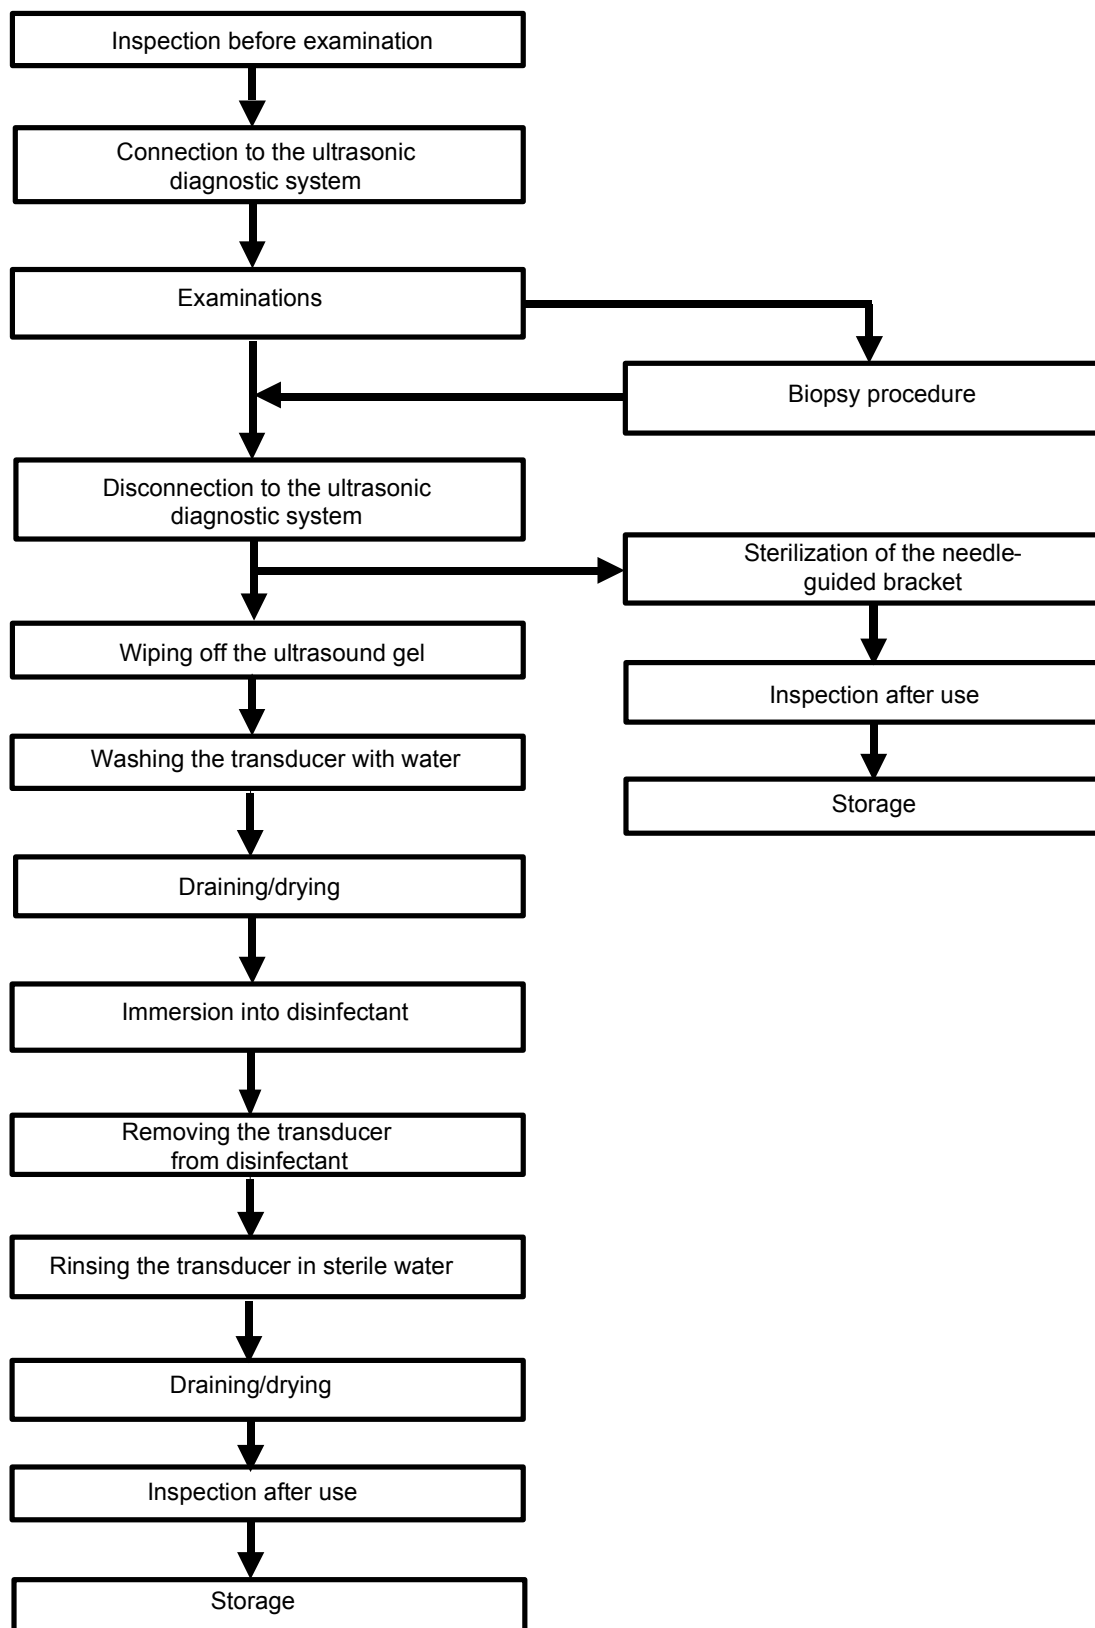 Inspection before examination
Connection to the ultrasonic
diagnostic system
Examinations
Biopsy procedure
Disconnection to the ultrasonic
diagnostic system
Sterilization of the needle-
guided bracket
Wiping off the ultrasound gel
Inspection after use
Washing the transducer with water
Storage
Draining/drying
Immersion into disinfectant
Removing the transducer
from disinfectant
Rinsing the transducer in sterile water
Draining/drying
Inspection after use
Storage